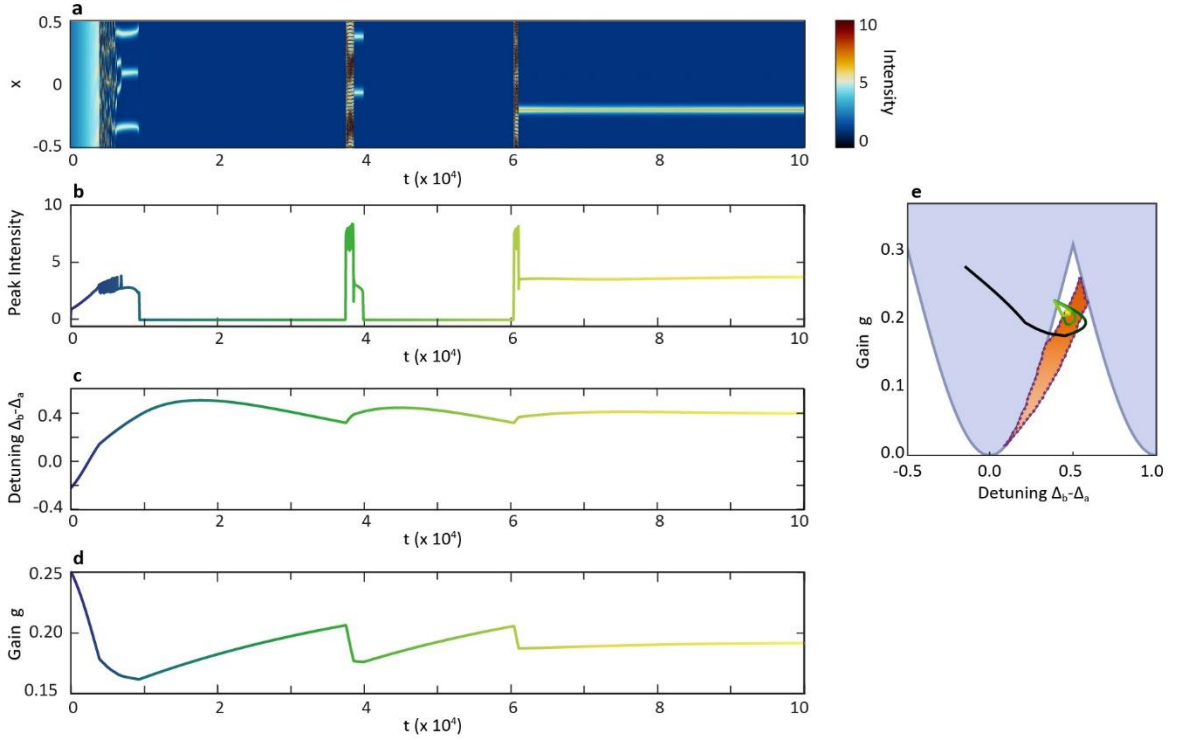 a
0.5
0
-0.5
x
0 2 4 6 8 10
t (x 10⁴)
10
5
0
Intensity
b
10
5
0
Peak Intensity
0 2 4 6 8 10
t (x 10⁴)
c
0.4
0.0
-0.4
Detuning Δb-Δa
0 2 4 6 8 10
t (x 10⁴)
d
0.25
0.20
0.15
Gain g
0 2 4 6 8 10
t (x 10⁴)
e
0.3
0.2
0.1
0.0
Gain g
-0.5 0.0 0.5 1.0
Detuning Δb-Δa